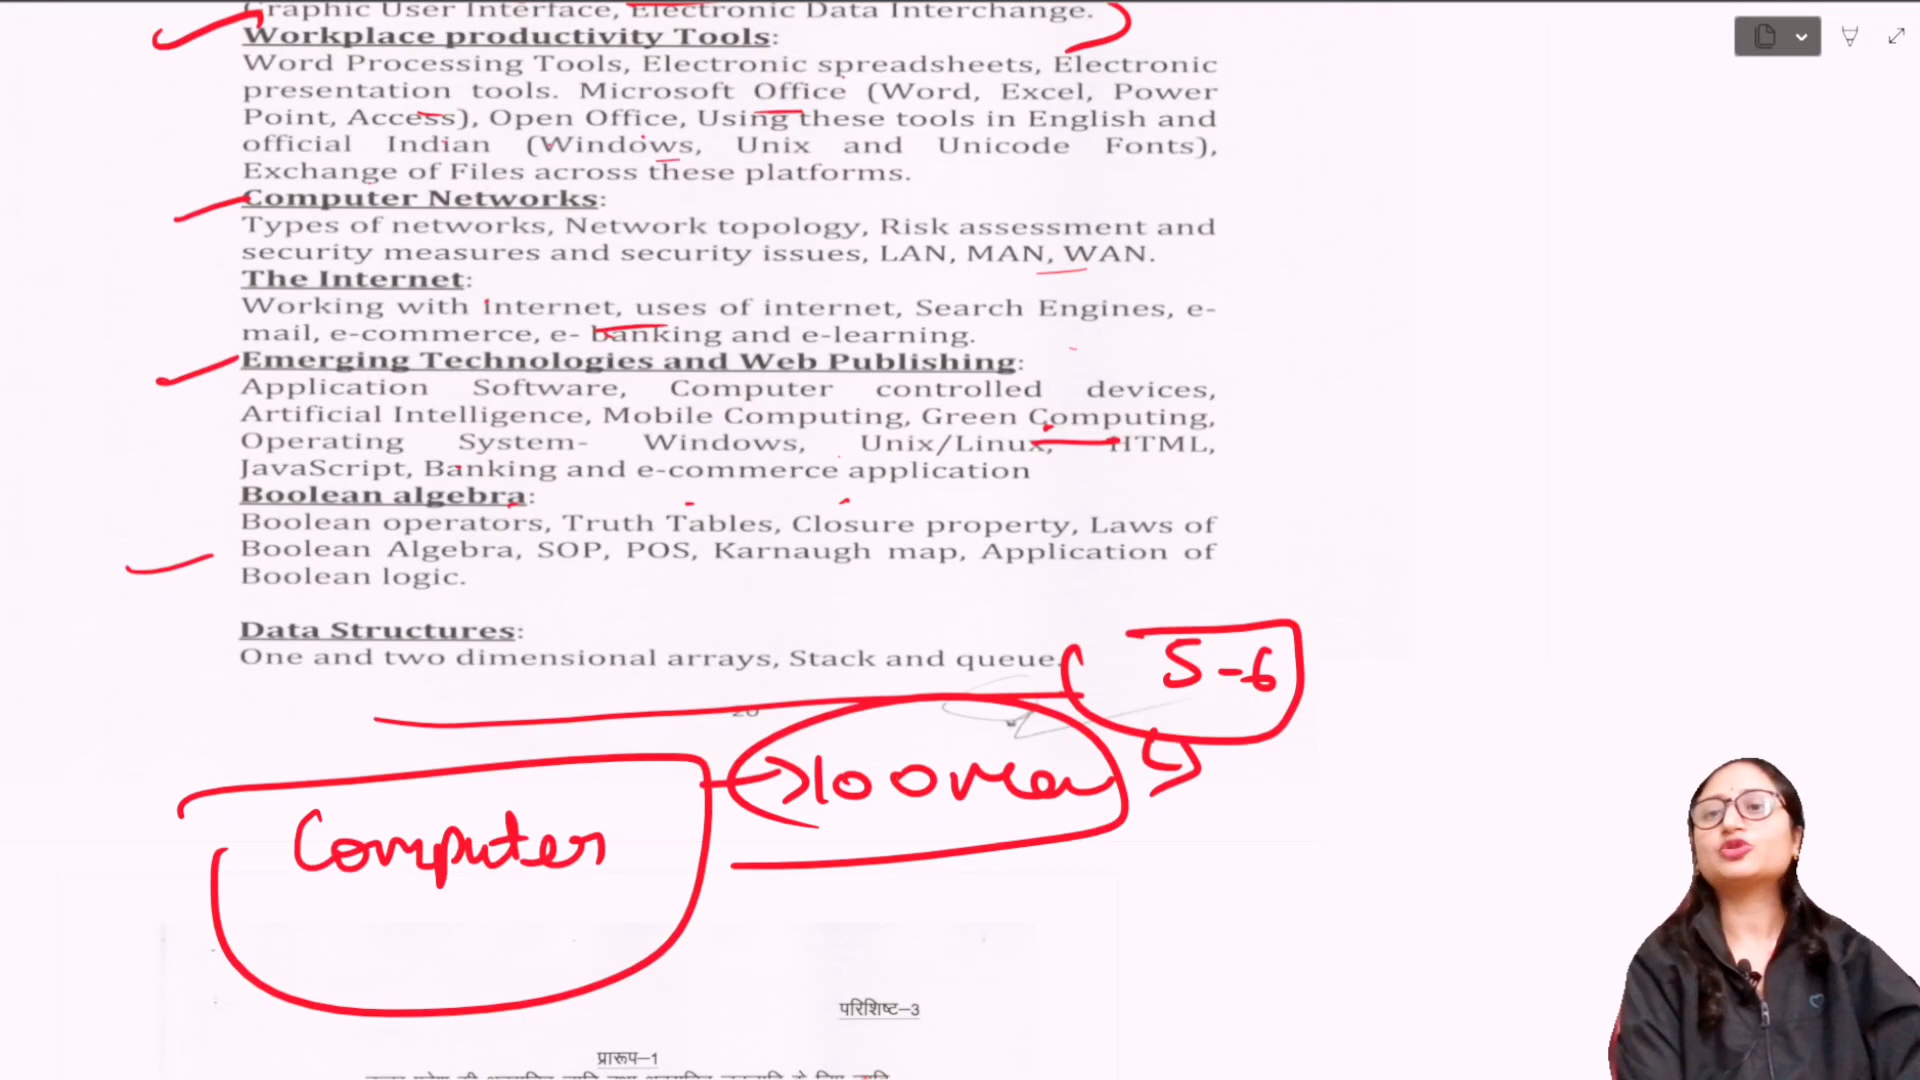 Graphic User Interface, Electronic Data Interchange.
Workplace productivity Tools:
Word Processing Tools, Electronic spreadsheets, Electronic
presentation tools. Microsoft Office (Word, Excel, Power
Point, Access), Open Office, Using these tools in English and
official Indian (Windows, Unix and Unicode Fonts),
Exchange of Files across these platforms.
Computer Networks:
Types of networks, Network topology, Risk assessment and
security measures and security issues, LAN, MAN, WAN.
The Internet:
Working with internet, uses of internet, Search Engines, e-
mail, e-commerce, e- banking and e-learning.
Emerging Technologies and Web Publishing:
Application Software, Computer controlled devices,
Artificial Intelligence, Mobile Computing, Green Computing,
Operating System- Windows, Unix/Linux, HTML,
JavaScript, Banking and e-commerce application
Boolean algebra:
Boolean operators, Truth Tables, Closure property, Laws of
Boolean Algebra, SOP, POS, Karnaugh map, Application of
Boolean logic.
Data Structures:
One and two dimensional arrays, Stack and queue.
5-6
100
Computer
परिशिष्ट-3
प्रारूप-1